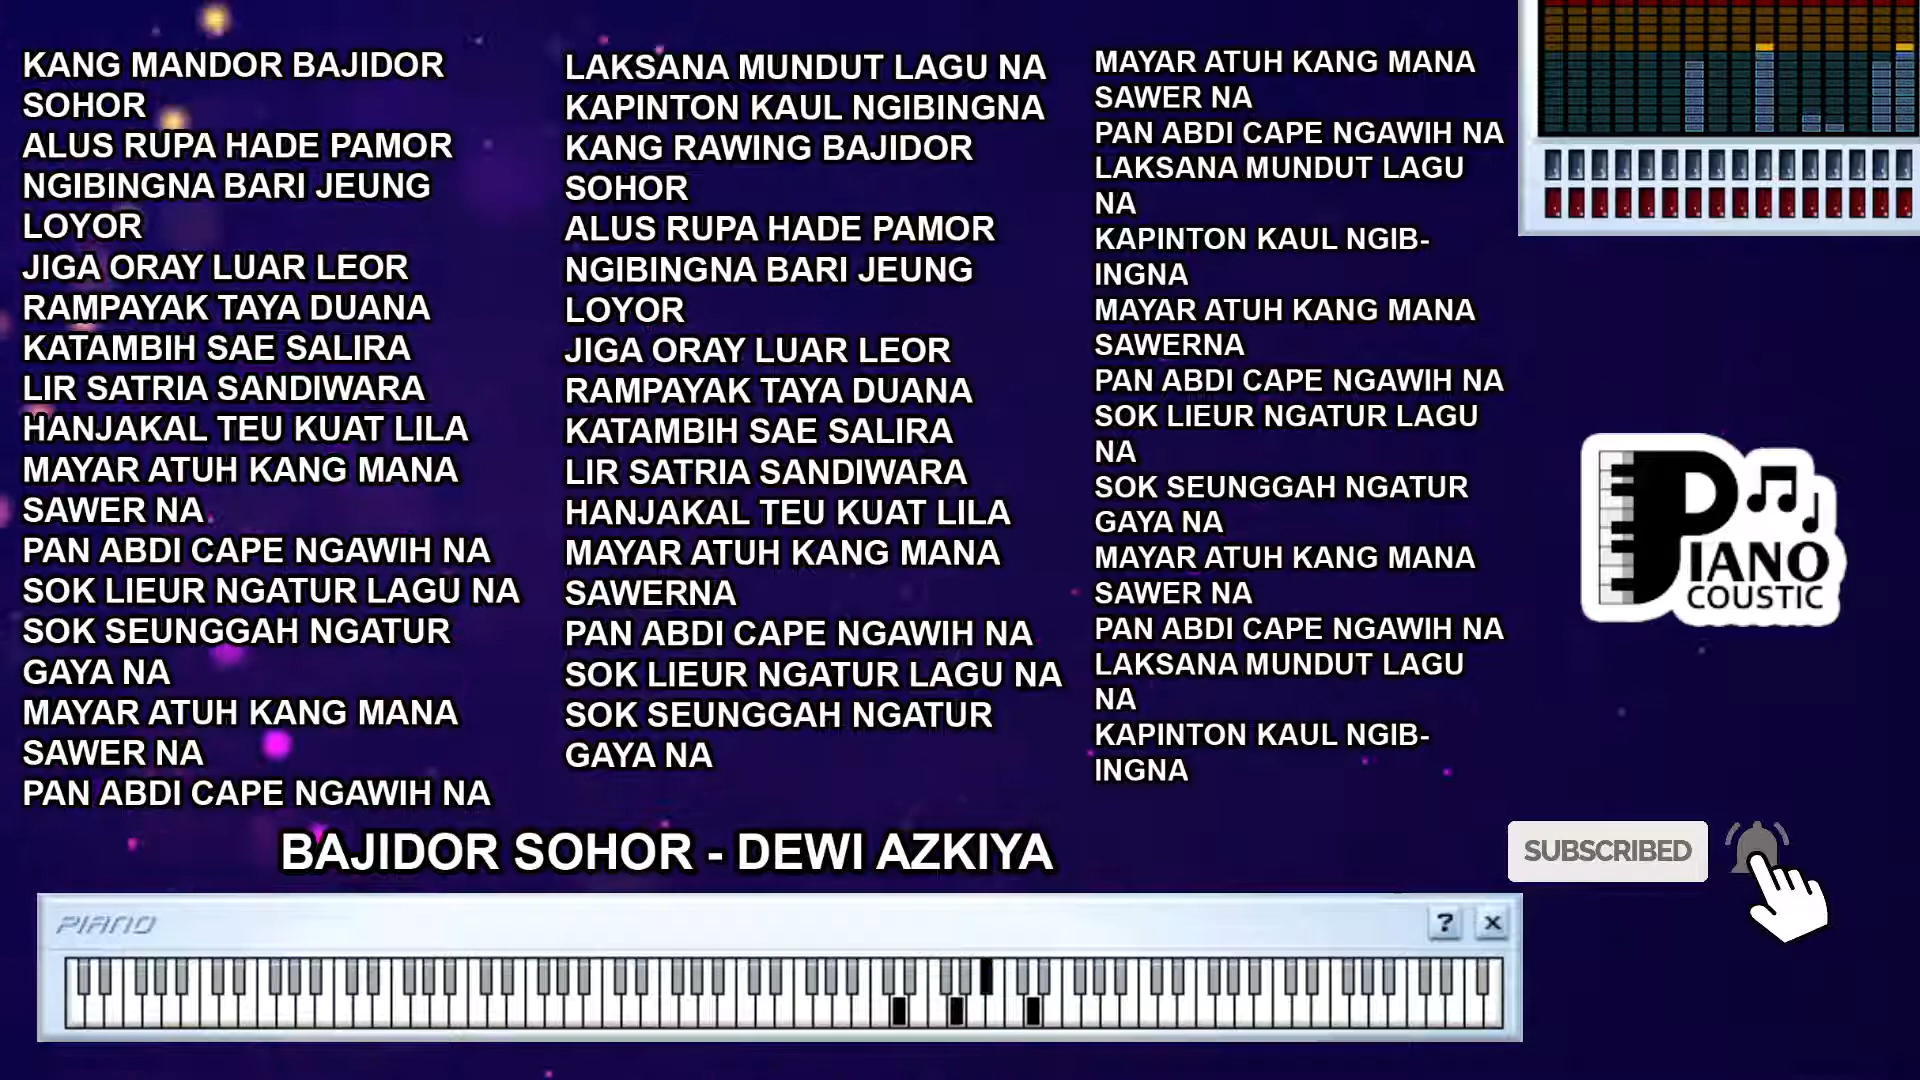 KANG MANDOR BAJIDOR
SOHOR
ALUS RUPA HADE PAMOR
NGIBINGNA BARI JEUNG
LOYOR
JIGA ORAY LUAR LEOR
RAMPAYAK TAYA DUANA
KATAMBIH SAE SALIRA
LIR SATRIA SANDIWARA
HANJAKAL TEU KUAT LILA
MAYAR ATUH KANG MANA
SAWER NA
PAN ABDI CAPE NGAWIH NA
SOK LIEUR NGATUR LAGU NA
SOK SEUNGGAH NGATUR
GAYA NA
MAYAR ATUH KANG MANA
SAWER NA
PAN ABDI CAPE NGAWIH NA
LAKSANA MUNDUT LAGU NA
KAPINTON KAUL NGIBINGNA
KANG RAWING BAJIDOR
SOHOR
ALUS RUPA HADE PAMOR
NGIBINGNA BARI JEUNG
LOYOR
JIGA ORAY LUAR LEOR
RAMPAYAK TAYA DUANA
KATAMBIH SAE SALIRA
LIR SATRIA SANDIWARA
HANJAKAL TEU KUAT LILA
MAYAR ATUH KANG MANA
SAWERNA
PAN ABDI CAPE NGAWIH NA
SOK LIEUR NGATUR LAGU NA
SOK SEUNGGAH NGATUR
GAYA NA
MAYAR ATUH KANG MANA
SAWER NA
PAN ABDI CAPE NGAWIH NA
LAKSANA MUNDUT LAGU
NA
KAPINTON KAUL NGIB-
INGNA
MAYAR ATUH KANG MANA
SAWERNA
PAN ABDI CAPE NGAWIH NA
SOK LIEUR NGATUR LAGU
NA
SOK SEUNGGAH NGATUR
GAYA NA
MAYAR ATUH KANG MANA
SAWER NA
PAN ABDI CAPE NGAWIH NA
LAKSANA MUNDUT LAGU
NA
KAPINTON KAUL NGIB-
INGNA
PIANO
COUSTIC
BAJIDOR SOHOR - DEWI AZKIYA
SUBSCRIBED
PIANO
? X